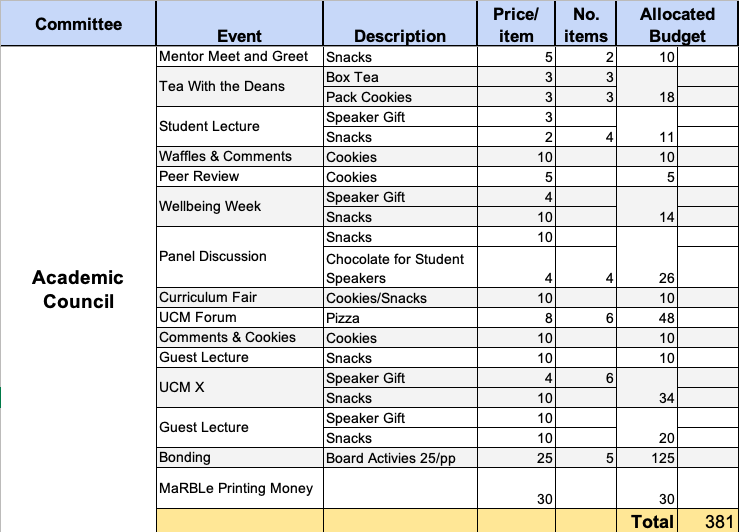 Committee Event Description Price/ item No. items Allocated Budget
Academic Council
Mentor Meet and Greet Snacks 5 2 10
Tea With the Deans Box Tea 3 3
Pack Cookies 3 3 18
Student Lecture Speaker Gift 3
Snacks 2 4 11
Waffles & Comments Cookies 10 10
Peer Review Cookies 5 5
Wellbeing Week Speaker Gift 4
Snacks 10 14
Panel Discussion Snacks 10
Chocolate for Student
Speakers 4 4 26
Curriculum Fair Cookies/Snacks 10 10
UCM Forum Pizza 8 6 48
Comments & Cookies Cookies 10 10
Guest Lecture Snacks 10 10
UCM X Speaker Gift 4 6
Snacks 10 34
Guest Lecture Speaker Gift 10
Snacks 10 20
Bonding Board Activies 25/pp 25 5 125
MaRBLe Printing Money 30 30
Total 381